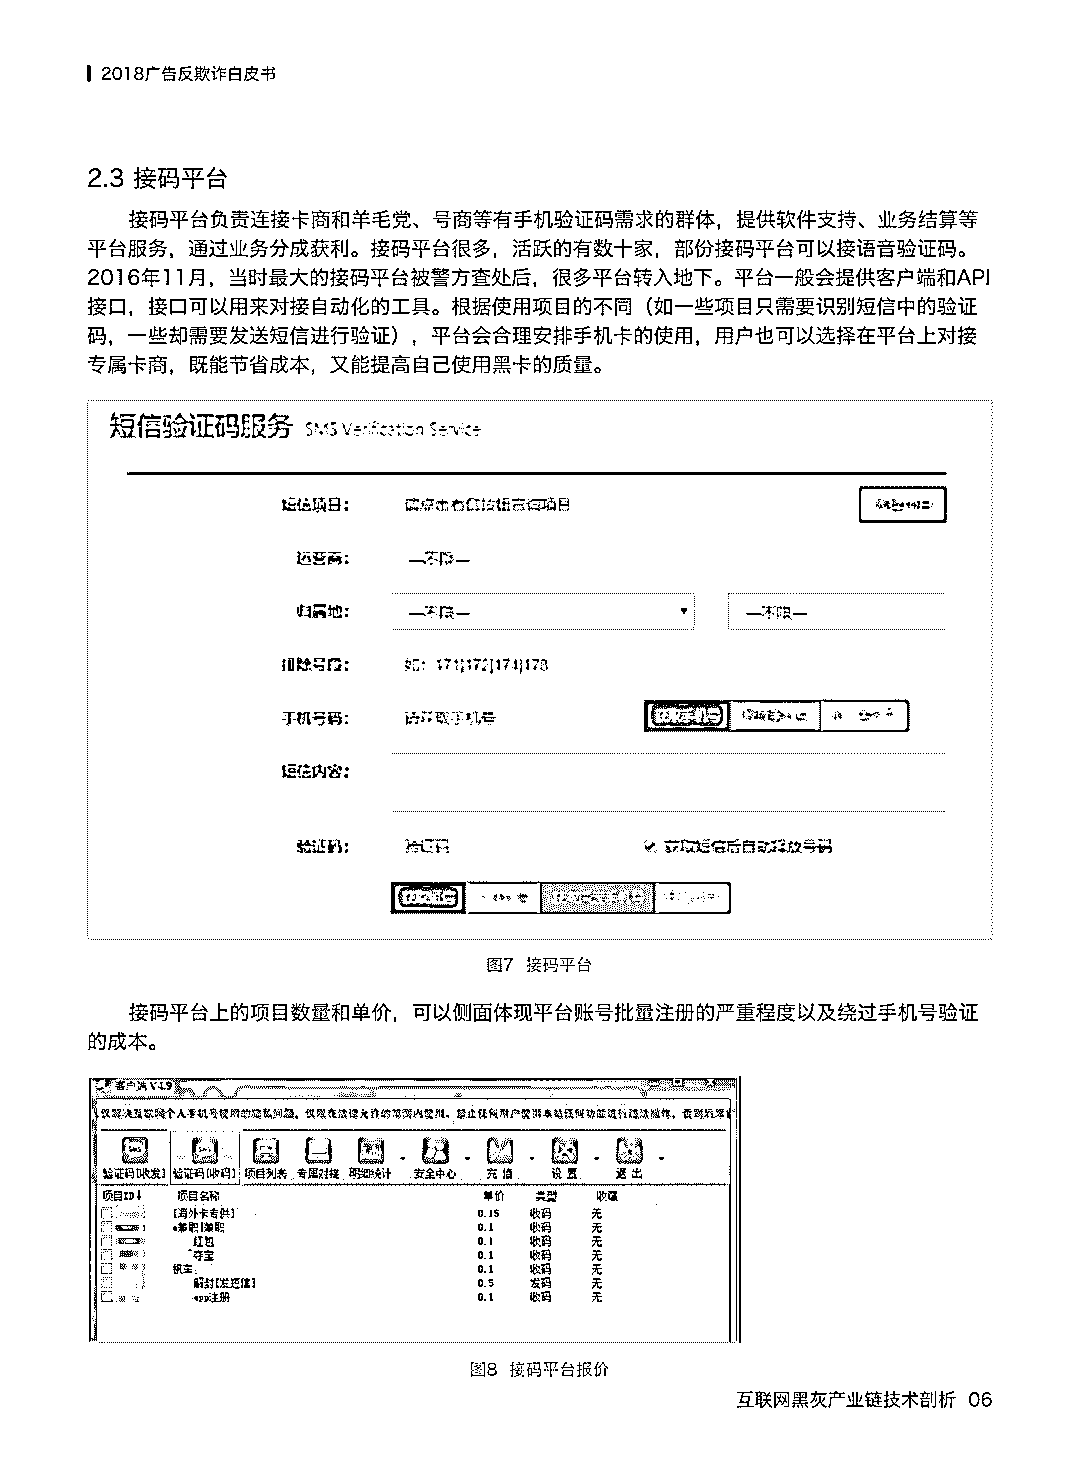 2018广告反欺诈白皮书
2.3 接码平台
接码平台负责连接卡商和羊毛党、号商等有手机验证码需求的群体，提供软件支持、业务结算等
平台服务，通过业务分成获利。接码平台很多，活跃的有数十家，部份接码平台可以接语音验证码。
2016年11月，当时最大的接码平台被警方查处后，很多平台转入地下。平台一般会提供客户端和API
接口，接口可以用来对接自动化的工具。根据使用项目的不同（如一些项目只需要识别短信中的验证
码，一些却需要发送短信进行验证），平台会合理安排手机卡的使用，用户也可以选择在平台上对接
专属卡商，既能节省成本，又能提高自己使用黑卡的质量。
短信验证码服务 SMS Verification Service
短信项目：
运营商： —不限—
归属地： —不限— —不限—
排除号段： 如：171|172|174|178
手机号码： 请获取手机号
短信内容：
验证码： 验证码 获取短信后自动释放号码
图7 接码平台
接码平台上的项目数量和单价，可以侧面体现平台账号批量注册的严重程度以及绕过手机号验证
的成本。
客户端 V1.9
验证码[收发] 验证码[收码] 项目列表 专属对接 明细统计 安全中心 充值 设置 退出
项目ID↓ 项目名称 单价 类型 收藏
[海外卡专供] 0.15 收码 无
兼职 0.1 收码 无
红包 0.1 收码 无
夺宝 0.1 收码 无
0.1 收码 无
解封[发短信] 0.5 发码 无
app注册 0.1 收码 无
图8 接码平台报价
互联网黑灰产业链技术剖析 06